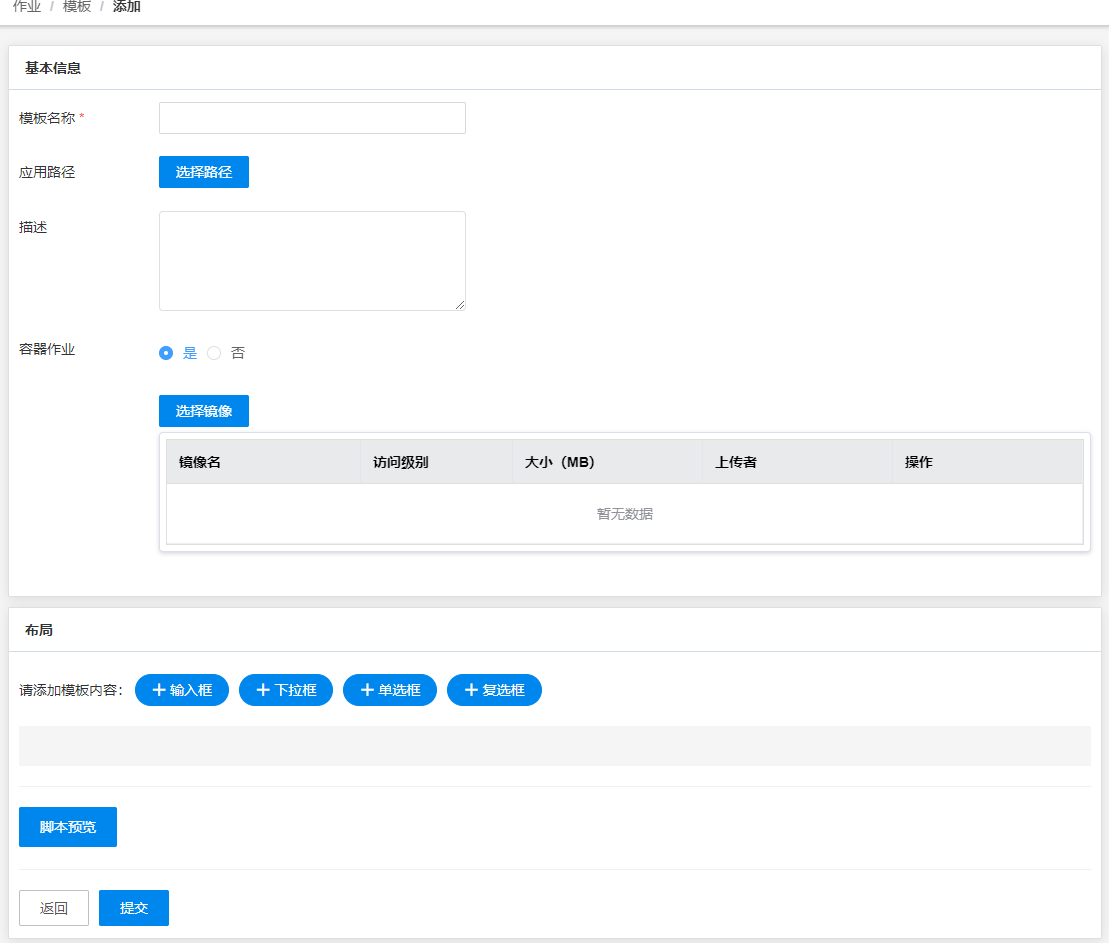 作业 / 模板 / 添加
基本信息
模板名称 *
应用路径 选择路径
描述
容器作业 是 否
选择镜像
镜像名 访问级别 大小（MB） 上传者 操作
暂无数据
布局
请添加模板内容： 输入框 下拉框 单选框 复选框
脚本预览
返回 提交